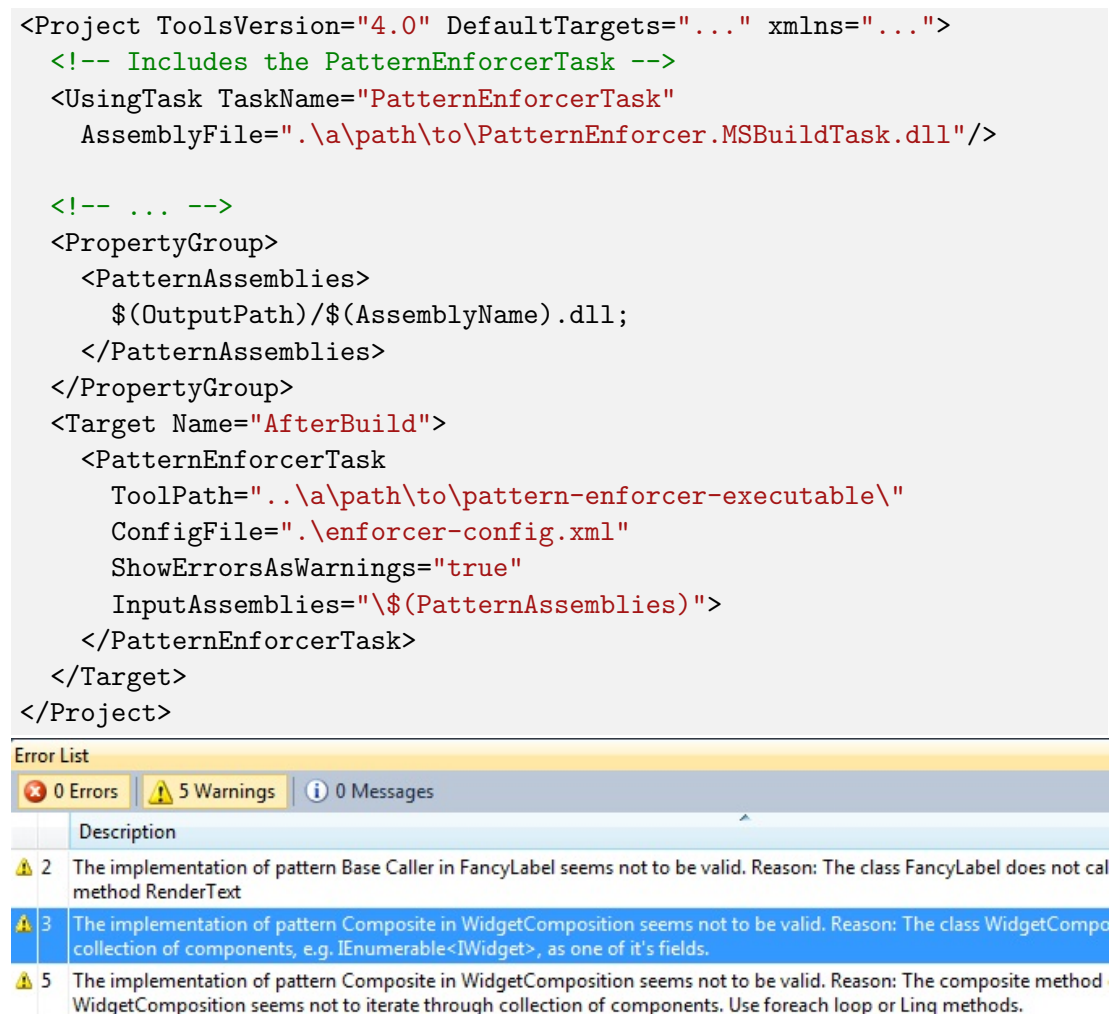 <Project ToolsVersion="4.0" DefaultTargets="..." xmlns="...">
  <!-- Includes the PatternEnforcerTask -->
  <UsingTask TaskName="PatternEnforcerTask"
    AssemblyFile=".\a\path\to\PatternEnforcer.MSBuildTask.dll"/>

  <!-- ... -->
  <PropertyGroup>
    <PatternAssemblies>
      $(OutputPath)/$(AssemblyName).dll;
    </PatternAssemblies>
  </PropertyGroup>
  <Target Name="AfterBuild">
    <PatternEnforcerTask
      ToolPath="..\a\path\to\pattern-enforcer-executable\"
      ConfigFile=".\enforcer-config.xml"
      ShowErrorsAsWarnings="true"
      InputAssemblies="\$(PatternAssemblies)">
    </PatternEnforcerTask>
  </Target>
</Project>
Error List
0 Errors 5 Warnings 0 Messages
Description
2 The implementation of pattern Base Caller in FancyLabel seems not to be valid. Reason: The class FancyLabel does not cal
method RenderText
3 The implementation of pattern Composite in WidgetComposition seems not to be valid. Reason: The class WidgetCompo
collection of components, e.g. IEnumerable<IWidget>, as one of it's fields.
5 The implementation of pattern Composite in WidgetComposition seems not to be valid. Reason: The composite method
WidgetComposition seems not to iterate through collection of components. Use foreach loop or Linq methods.